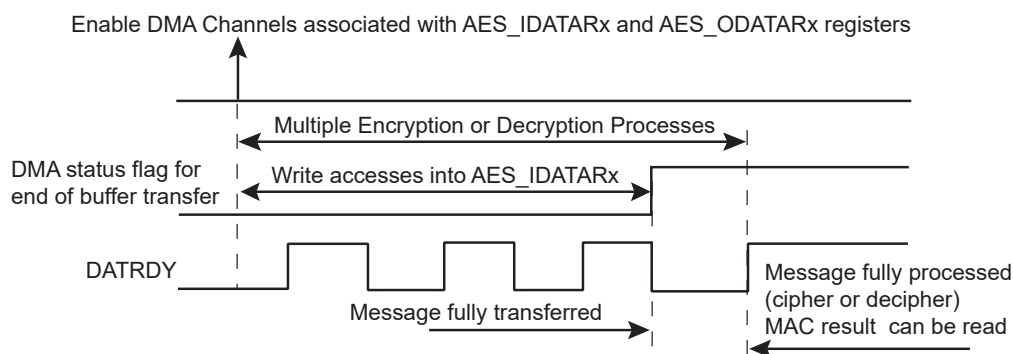 Enable DMA Channels associated with AES_IDATARx and AES_ODATARx registers
Multiple Encryption or Decryption Processes
DMA status flag for
end of buffer transfer
Write accesses into AES_IDATARx
DATRDY
Message fully transferred
Message fully processed
(cipher or decipher)
MAC result can be read